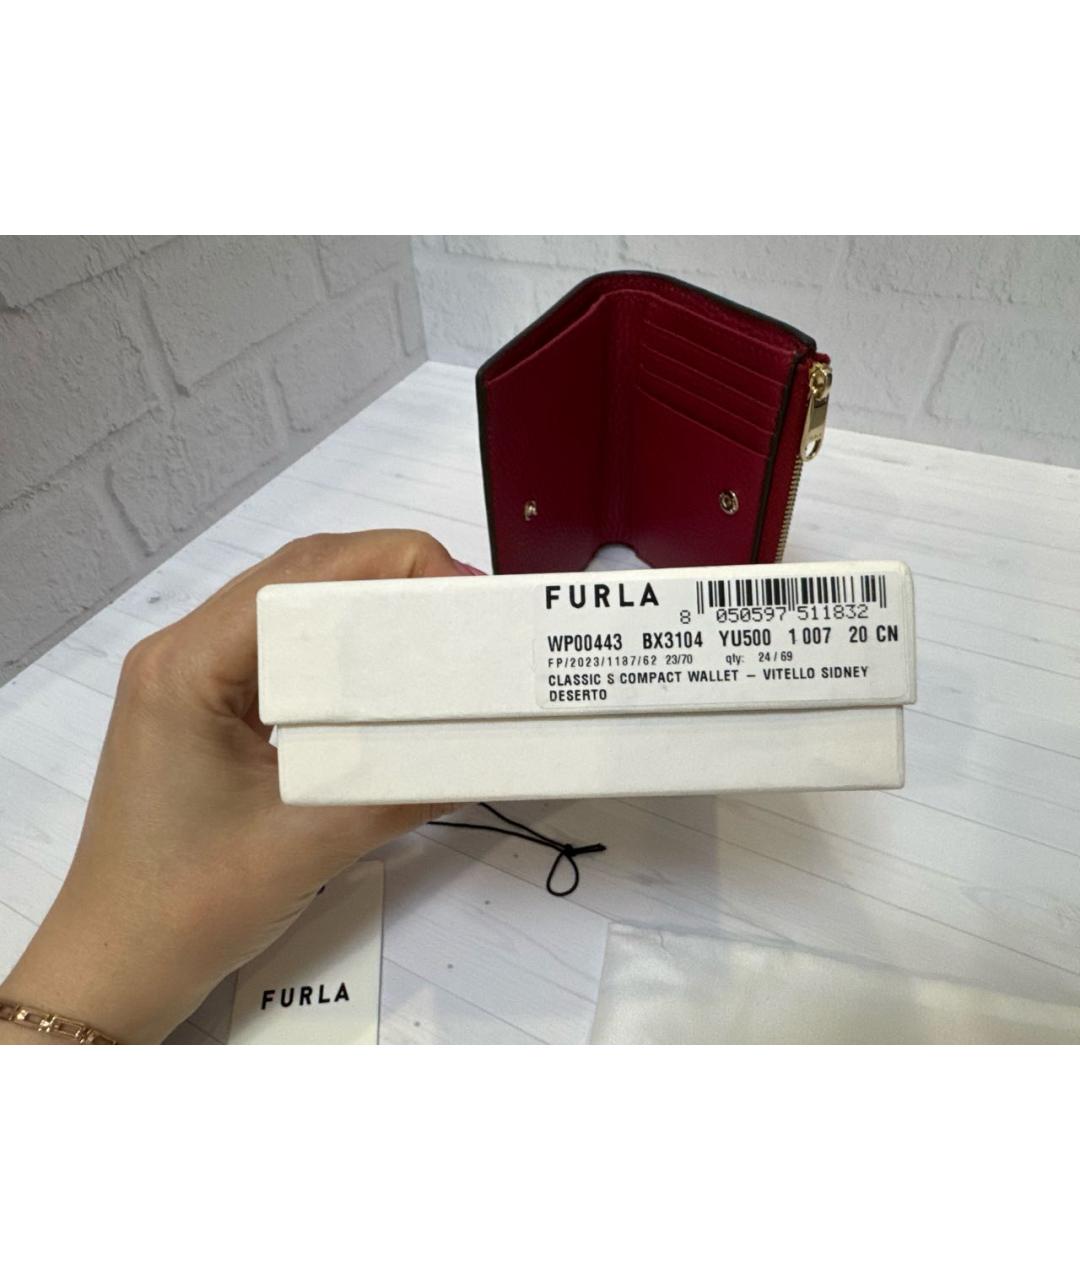 FURLA
8 050597 511832
WP00443 BX3104 YU500 1 007 20 CN
FP/2023/1187/62 23/70 qty: 24/69
CLASSIC S COMPACT WALLET – VITELLO SIDNEY
DESERTO
FURLA